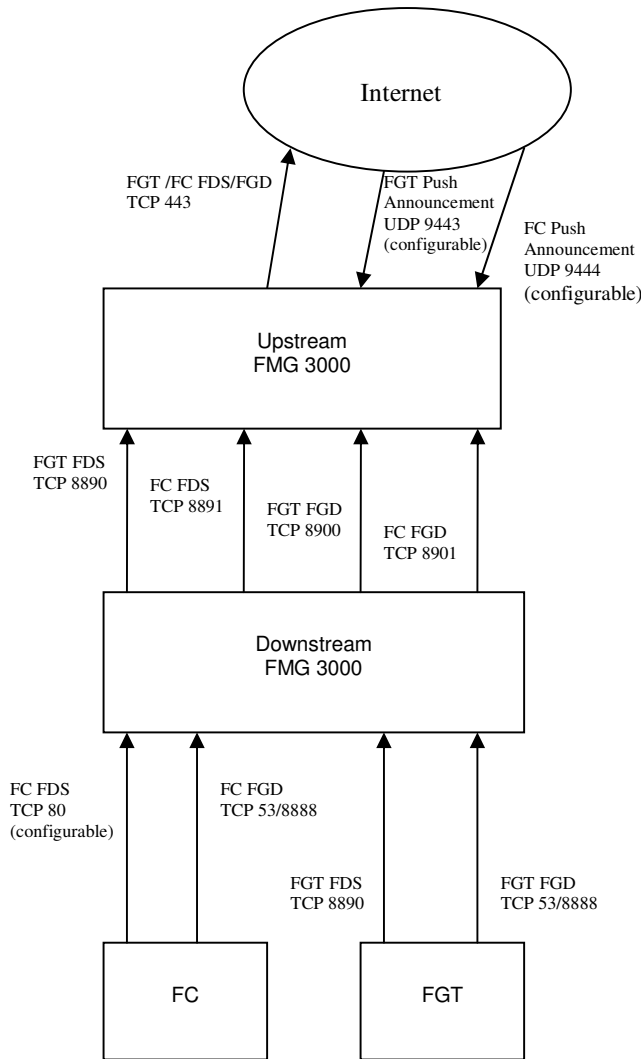 Internet
FGT /FC FDS/FGD
TCP 443
FGT Push
Announcement
UDP 9443
(configurable)
FC Push
Announcement
UDP 9444
(configurable)
Upstream
FMG 3000
FGT FDS
TCP 8890
FC FDS
TCP 8891
FGT FGD
TCP 8900
FC FGD
TCP 8901
Downstream
FMG 3000
FC FDS
TCP 80
(configurable)
FC FGD
TCP 53/8888
FGT FDS
TCP 8890
FGT FGD
TCP 53/8888
FC
FGT